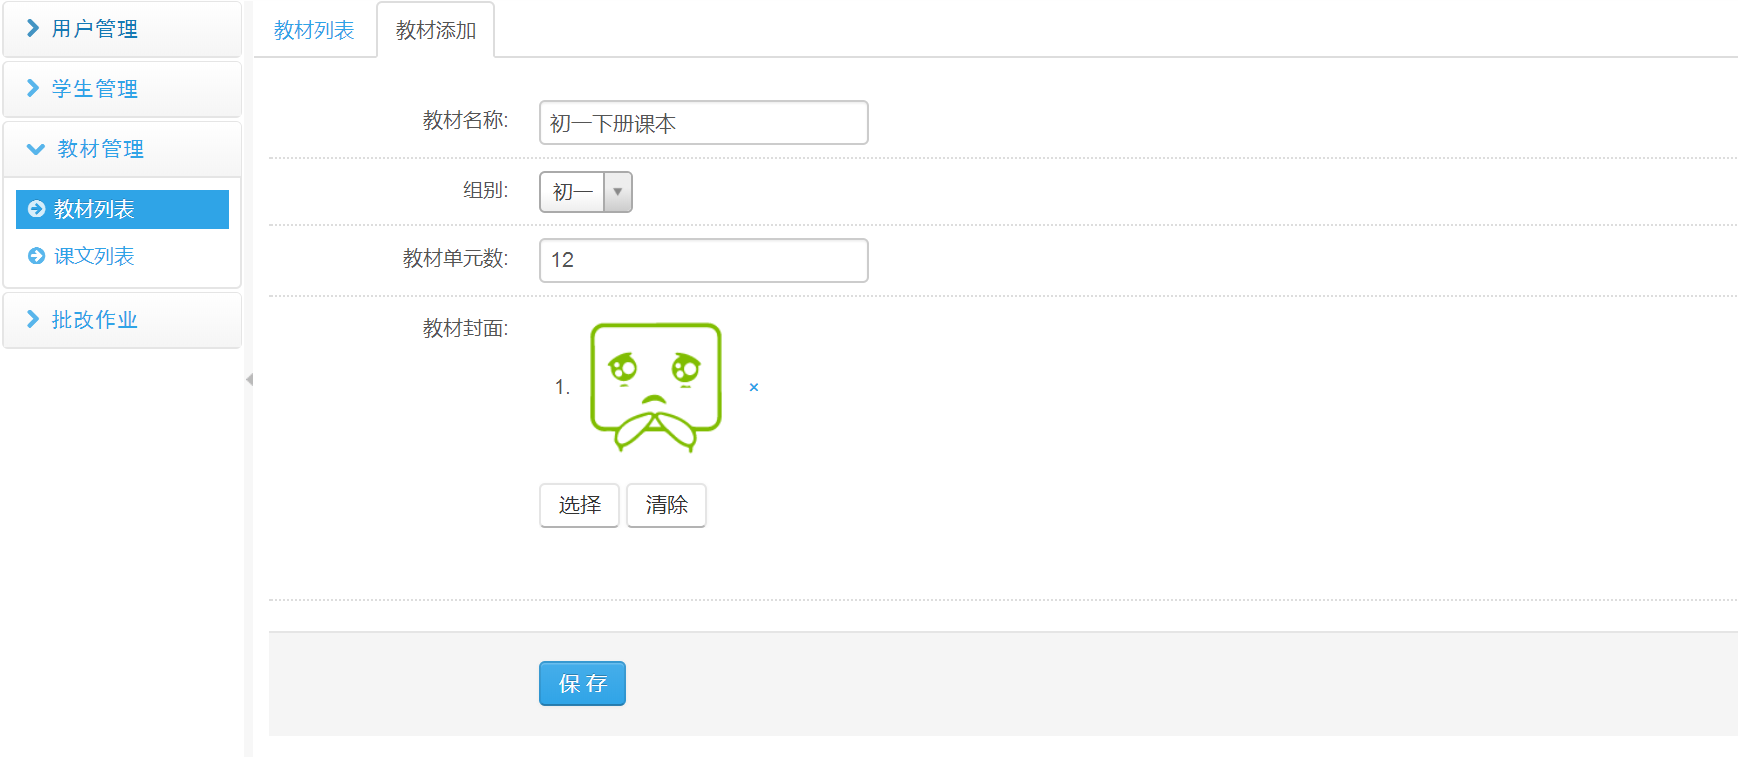 用户管理
学生管理
教材管理
教材列表
课文列表
批改作业
教材列表 教材添加
教材名称: 初一下册课本
组别: 初一
教材单元数: 12
教材封面:
1. ×
选择 清除
保 存